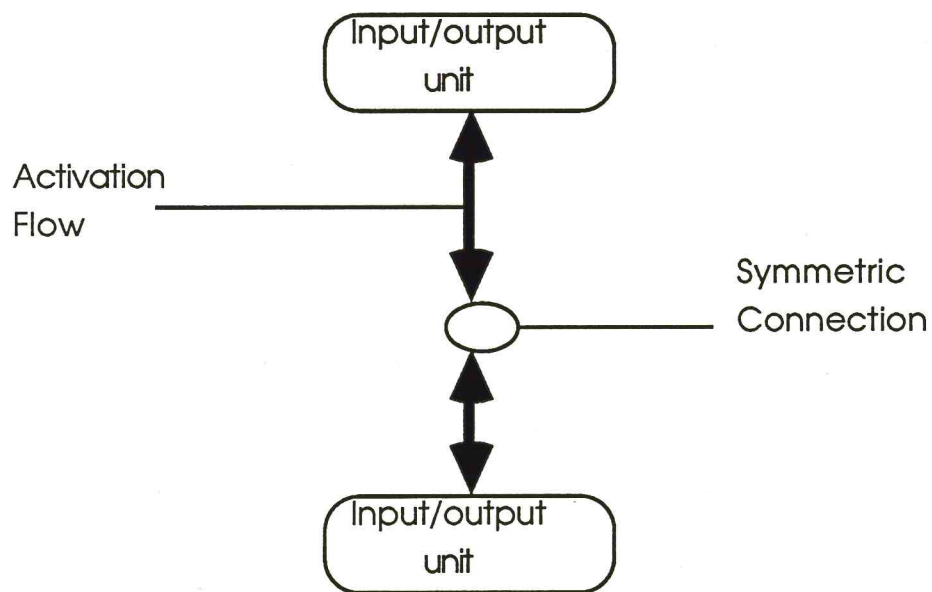 Input/output
unit
Activation
Flow
Symmetric
Connection
Input/output
unit